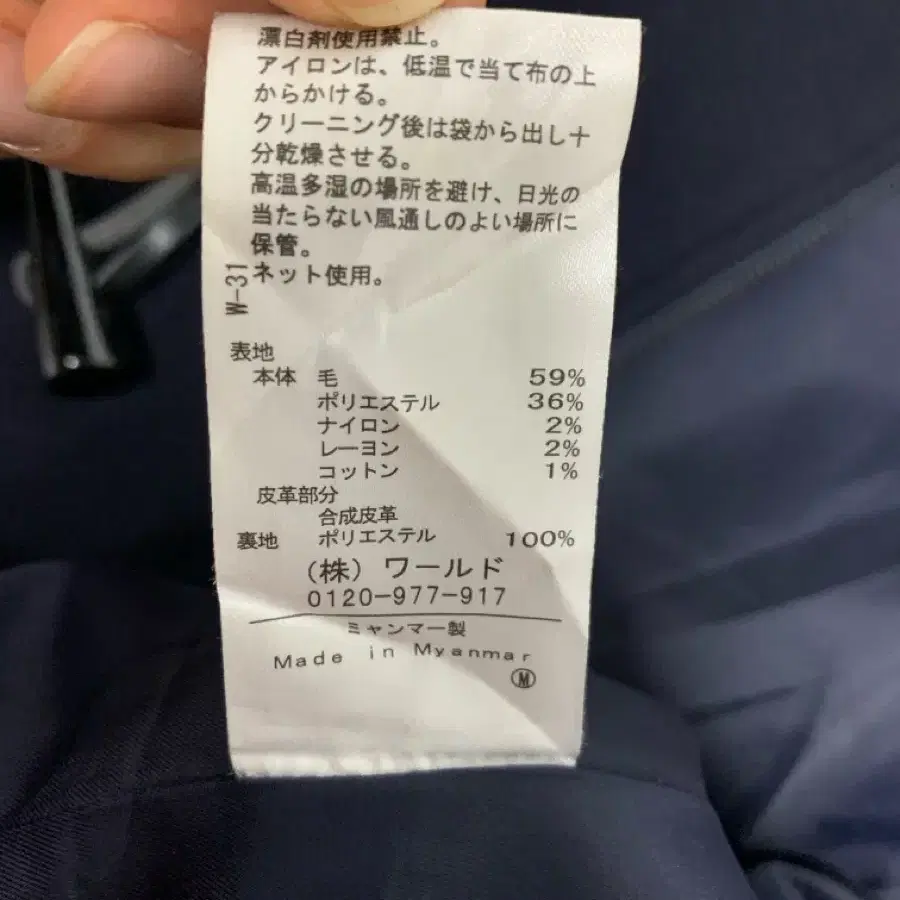 漂白剤使用禁止。
アイロンは、低温で当て布の上
からかける。
クリーニング後は袋から出し十
分乾燥させる。
高温多湿の場所を避け、日光の
当たらない風通しのよい場所に
保管。
ネット使用。
W-31
表地
本体 毛 59%
ポリエステル 36%
ナイロン 2%
レーヨン 2%
コットン 1%
皮革部分
合成皮革
裏地 ポリエステル 100%
(株) ワールド
0120-977-917
ミャンマー製
Made in Myanmar
Ⓜ